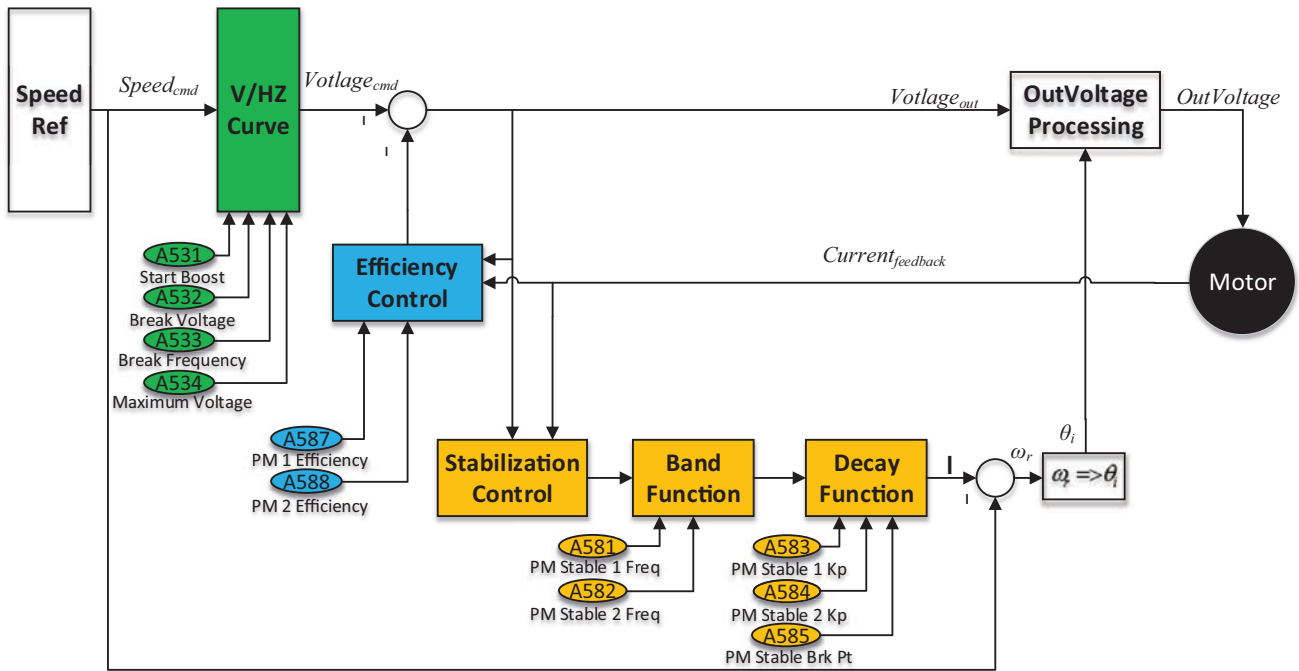 Speed
Ref
Speedcmd
V/HZ
Curve
Votlagecmd
Votlageout
OutVoltage
Processing
OutVoltage
A531
Start Boost
A532
Break Voltage
A533
Break Frequency
A534
Maximum Voltage
Efficiency
Control
Currentfeedback
Motor
A587
PM 1 Efficiency
A588
PM 2 Efficiency
Stabilization
Control
Band
Function
Decay
Function
ωr
θi
ωr =>θi
A581
PM Stable 1 Freq
A582
PM Stable 2 Freq
A583
PM Stable 1 Kp
A584
PM Stable 2 Kp
A585
PM Stable Brk Pt